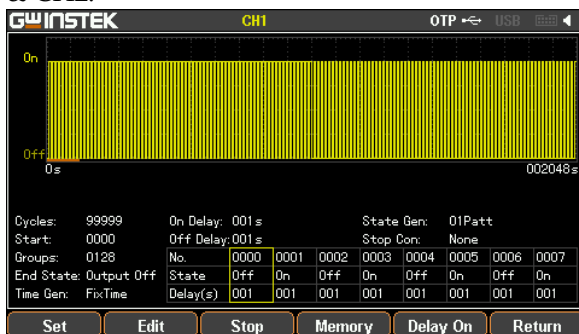 GWINSTEK CH1 OTP USB
On
Off
0s 002048s
Cycles: 99999 On Delay: 001s State Gen: 01Patt
Start: 0000 Off Delay:001s Stop Con: None
Groups: 0128 No. 0000 0001 0002 0003 0004 0005 0006 0007
End State: Output Off State Off On Off On Off On Off On
Time Gen: FixTime Delay(s) 001 001 001 001 001 001 001 001
Set Edit Stop Memory Delay On Return